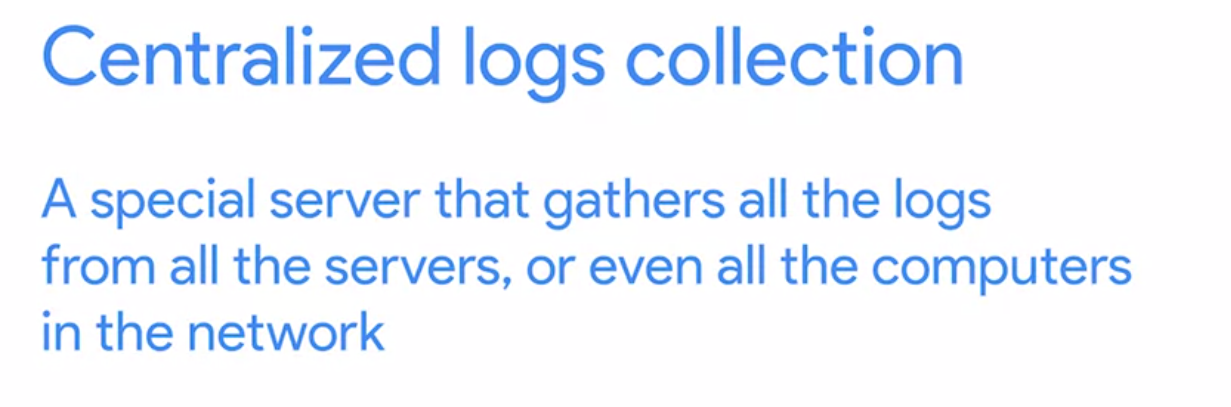 Centralized logs collection
A special server that gathers all the logs
from all the servers, or even all the computers
in the network